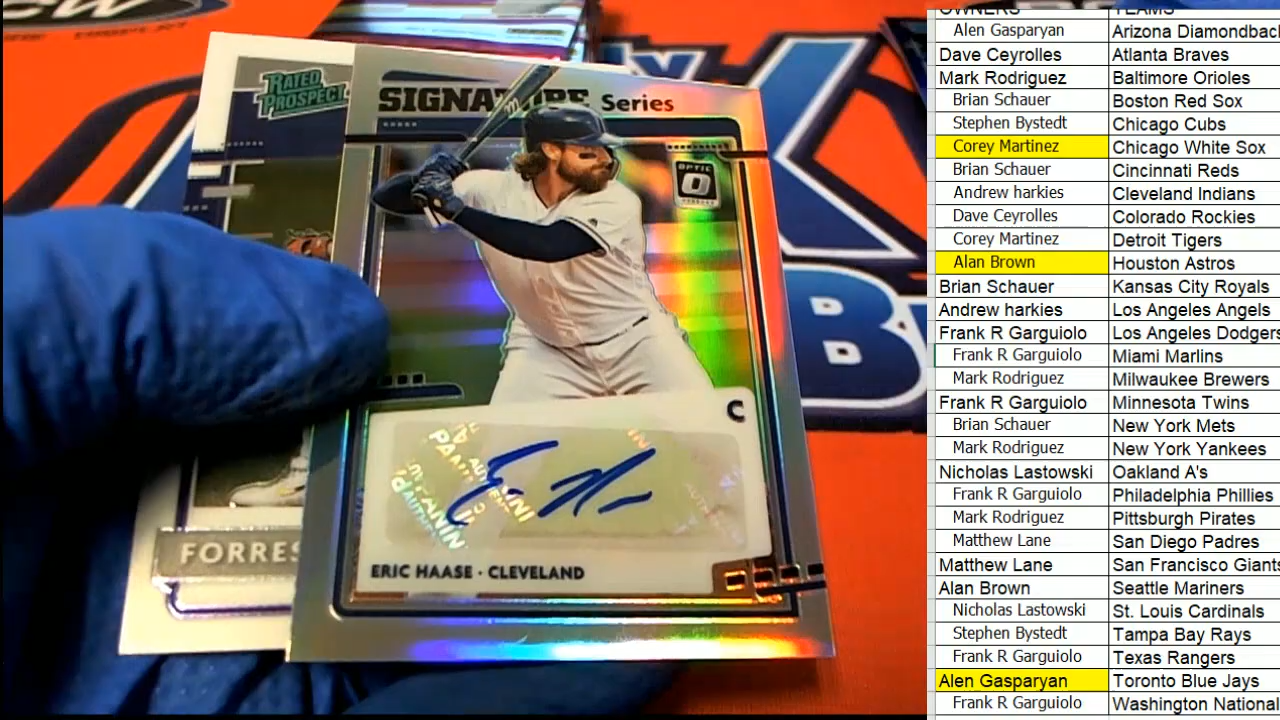 RATED
PROSPECT
SIGNATURE Series
OPTIC
C
PANINI
ERIC HAASE · CLEVELAND
FORRES
OWNERS TEAMS
Alen Gasparyan Arizona Diamondbac
Dave Ceyrolles Atlanta Braves
Mark Rodriguez Baltimore Orioles
Brian Schauer Boston Red Sox
Stephen Bystedt Chicago Cubs
Corey Martinez Chicago White Sox
Brian Schauer Cincinnati Reds
Andrew harkies Cleveland Indians
Dave Ceyrolles Colorado Rockies
Corey Martinez Detroit Tigers
Alan Brown Houston Astros
Brian Schauer Kansas City Royals
Andrew harkies Los Angeles Angels
Frank R Garguiolo Los Angeles Dodgers
Frank R Garguiolo Miami Marlins
Mark Rodriguez Milwaukee Brewers
Frank R Garguiolo Minnesota Twins
Brian Schauer New York Mets
Mark Rodriguez New York Yankees
Nicholas Lastowski Oakland A's
Frank R Garguiolo Philadelphia Phillies
Mark Rodriguez Pittsburgh Pirates
Matthew Lane San Diego Padres
Matthew Lane San Francisco Giants
Alan Brown Seattle Mariners
Nicholas Lastowski St. Louis Cardinals
Stephen Bystedt Tampa Bay Rays
Frank R Garguiolo Texas Rangers
Alen Gasparyan Toronto Blue Jays
Frank R Garguiolo Washington National